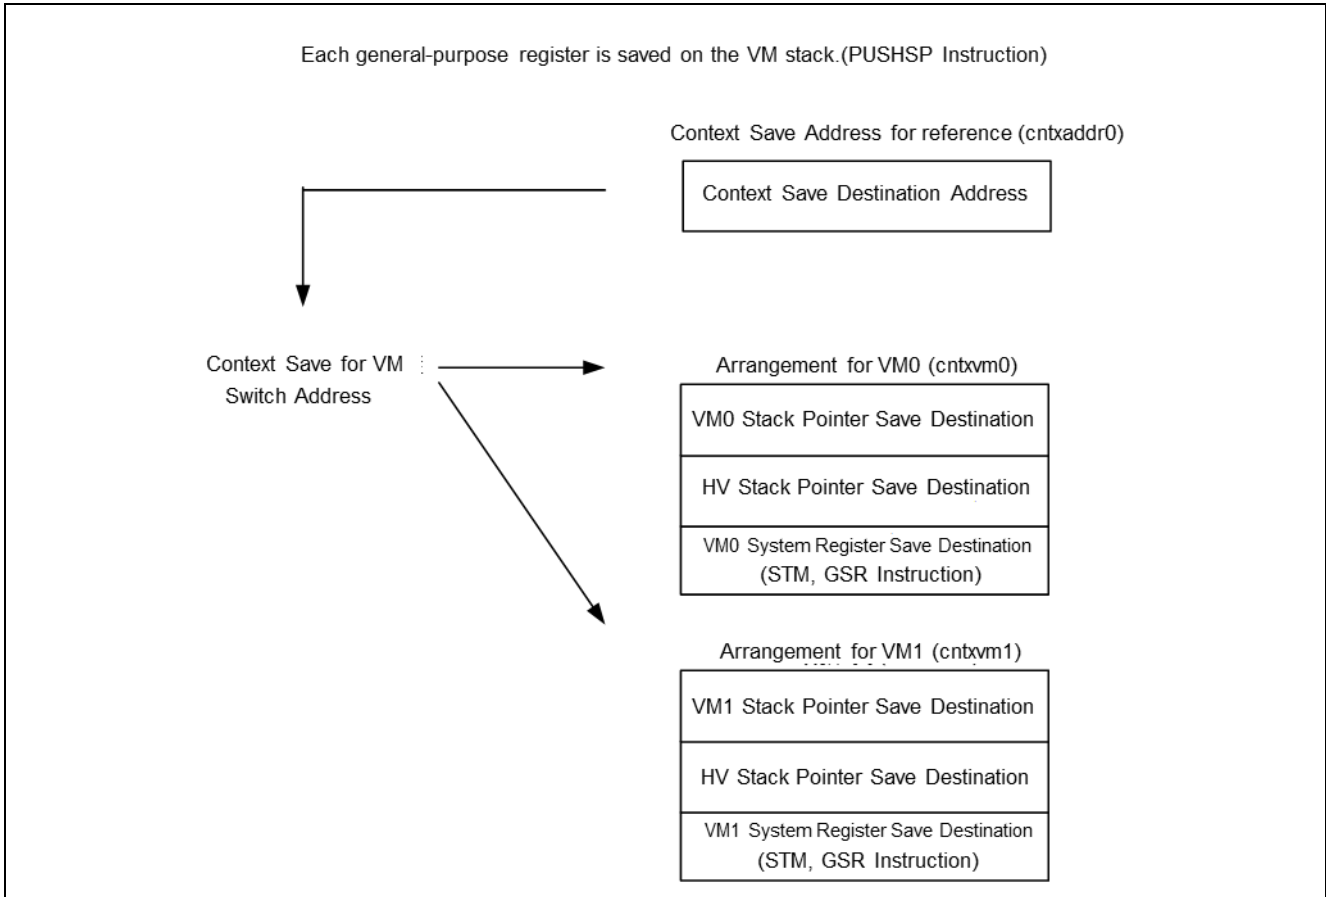 Each general-purpose register is saved on the VM stack.(PUSHSP Instruction)
Context Save Address for reference (cntxaddr0)
Context Save Destination Address
Context Save for VM
Switch Address
Arrangement for VM0 (cntxvm0)
VM0 Stack Pointer Save Destination
HV Stack Pointer Save Destination
VM0 System Register Save Destination
(STM, GSR Instruction)
Arrangement for VM1 (cntxvm1)
VM1 Stack Pointer Save Destination
HV Stack Pointer Save Destination
VM1 System Register Save Destination
(STM, GSR Instruction)